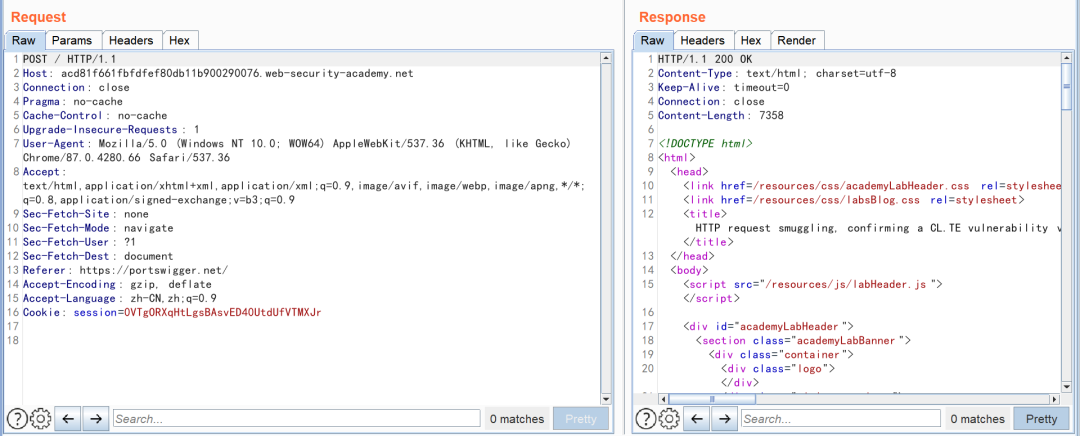 Request
Raw Params Headers Hex
1 POST / HTTP/1.1
2 Host: acd81f661fbfdfef80db11b900290076.web-security-academy.net
3 Connection: close
4 Pragma: no-cache
5 Cache-Control: no-cache
6 Upgrade-Insecure-Requests: 1
7 User-Agent: Mozilla/5.0 (Windows NT 10.0; WOW64) AppleWebKit/537.36 (KHTML, like Gecko)
Chrome/87.0.4280.66 Safari/537.36
8 Accept:
text/html,application/xhtml+xml,application/xml;q=0.9,image/avif,image/webp,image/apng,*/*;
q=0.8,application/signed-exchange;v=b3;q=0.9
9 Sec-Fetch-Site: none
10 Sec-Fetch-Mode: navigate
11 Sec-Fetch-User: ?1
12 Sec-Fetch-Dest: document
13 Referer: https://portswigger.net/
14 Accept-Encoding: gzip, deflate
15 Accept-Language: zh-CN,zh;q=0.9
16 Cookie: session=OVTgORXqHtLgsBAsvED4OUtdUfVTMXJr
17
18
Search...
0 matches
Pretty
Response
Raw Headers Hex Render
1 HTTP/1.1 200 OK
2 Content-Type: text/html; charset=utf-8
3 Keep-Alive: timeout=0
4 Connection: close
5 Content-Length: 7358
6
7 <!DOCTYPE html>
8 <html>
9 <head>
10 <link href=/resources/css/academyLabHeader.css rel=styleshee
11 <link href=/resources/css/labsBlog.css rel=stylesheet>
12 <title>
HTTP request smuggling, confirming a CL.TE vulnerability v
</title>
13 </head>
14 <body>
15 <script src="/resources/js/labHeader.js">
</script>
16
17 <div id="academyLabHeader">
18 <section class="academyLabBanner">
19 <div class="container">
20 <div class="logo">
</div>
Search...
0 matches
Pretty